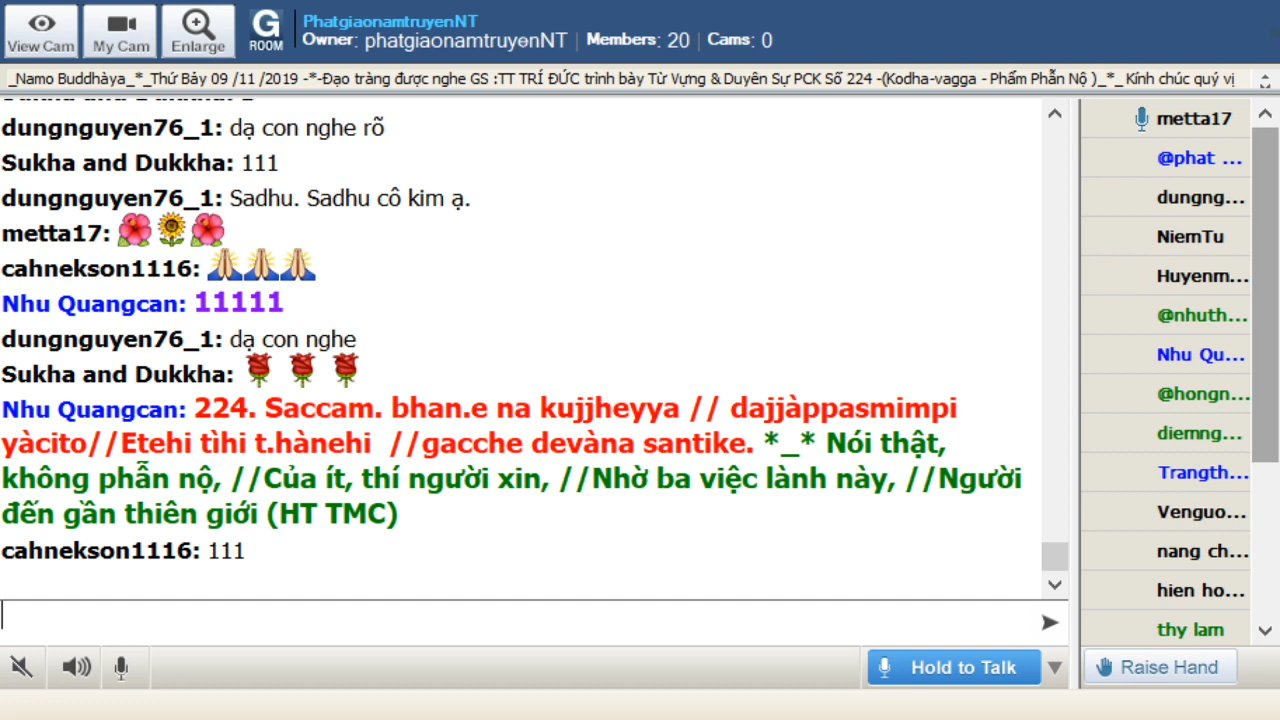 View Cam
My Cam
Enlarge
G
ROOM
PhatgiaonamtruyenNT
Owner: phatgiaonamtruyenNT | Members: 20 | Cams: 0
_Namo Buddhàya_*_Thứ Bảy 09 /11 /2019 -*-Đạo tràng được nghe GS :TT TRÍ ĐỨC trình bày Từ Vựng & Duyên Sự PCK Số 224 -(Kodha-vagga - Phẩm Phẫn Nộ )_*_ Kính chúc quý vị
dungnguyen76_1: dạ con nghe rõ
Sukha and Dukkha: 111
dungnguyen76_1: Sadhu. Sadhu cô kim ạ.
metta17: 🌺🌻🌺
cahnekson1116: 🙏🙏🙏
Nhu Quangcan: 11111
dungnguyen76_1: dạ con nghe
Sukha and Dukkha: 🌹 🌹 🌹
Nhu Quangcan: 224. Saccam. bhan.e na kujjheyya // dajjàppasmimpi
yàcito//Etehi tìhi t.hànehi //gacche devàna santike. *_* Nói thật,
không phẫn nộ, //Của ít, thí người xin, //Nhờ ba việc lành này, //Người
đến gần thiên giới (HT TMC)
cahnekson1116: 111
Hold to Talk
metta17
@phat ...
dungng...
NiemTu
Huyenm...
@nhuth...
Nhu Qu...
@hongn...
diemng...
Trangth...
Venguo...
nang ch...
hien ho...
thy lam
Raise Hand